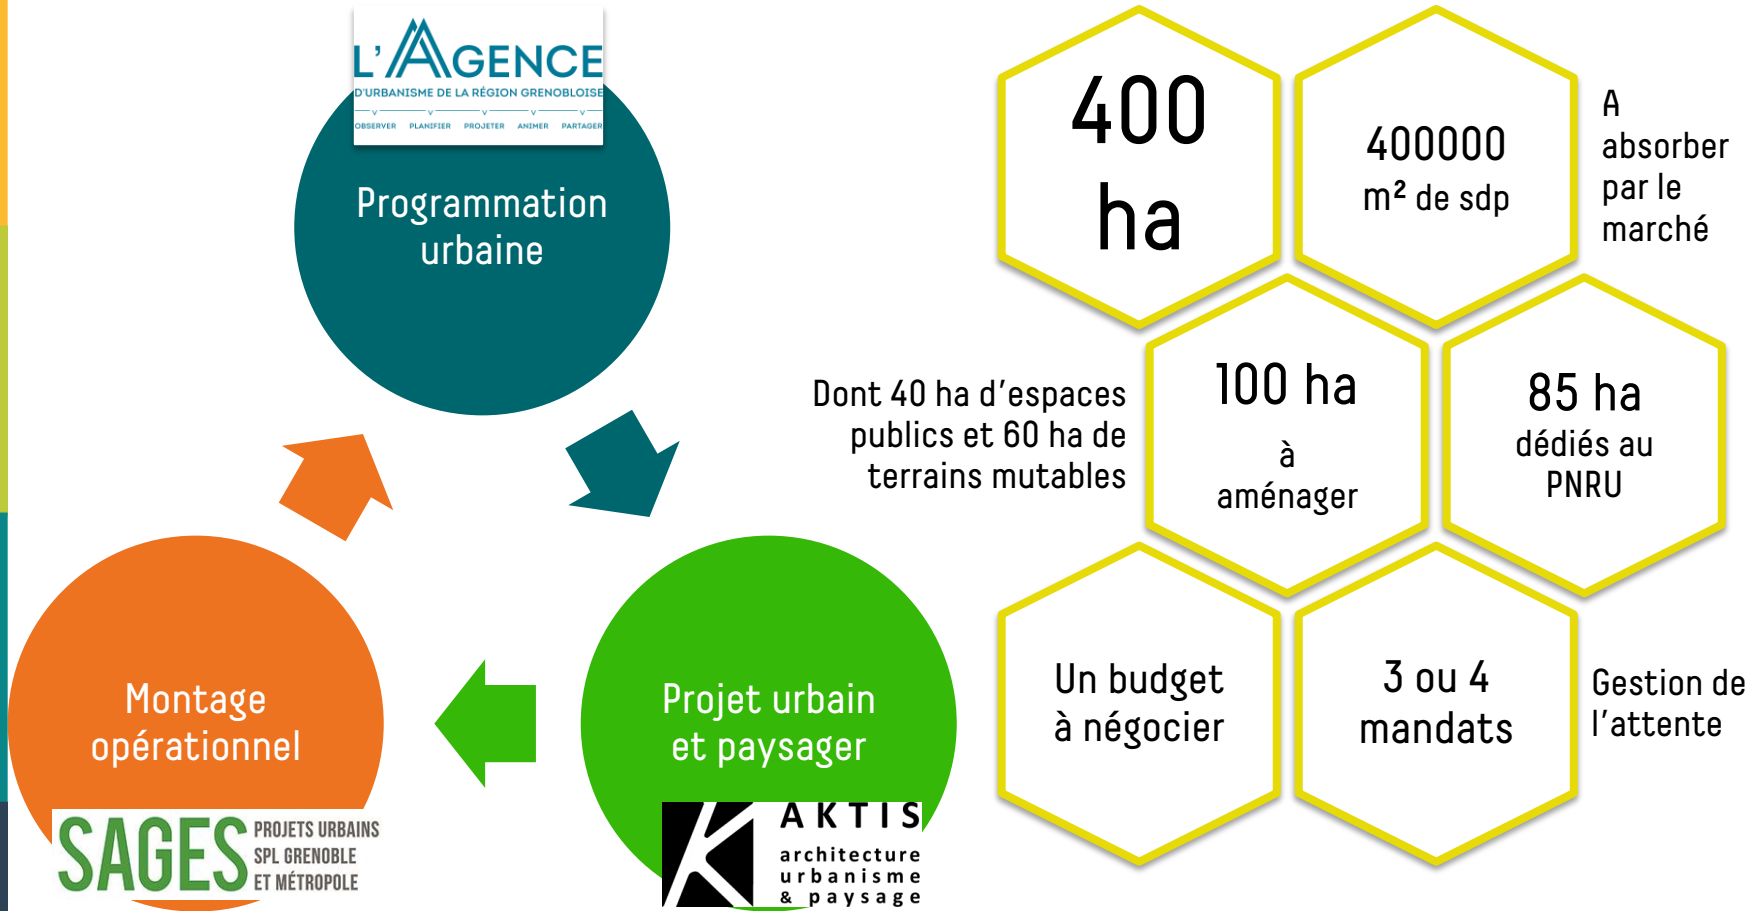 L'AGENCE
D'URBANISME DE LA RÉGION GRENOBLOISE
OBSERVER PLANIFIER PROJETER ANIMER PARTAGER
Programmation
urbaine
Montage
opérationnel
SAGES
PROJETS URBAINS
SPL GRENOBLE
ET MÉTROPOLE
Projet urbain
et paysager
AKTIS
architecture
urbanisme
& paysage
400
ha
400000
m² de sdp
A
absorber
par le
marché
Dont 40 ha d'espaces
publics et 60 ha de
terrains mutables
100 ha
à
aménager
85 ha
dédiés au
PNRU
Un budget
à négocier
3 ou 4
mandats
Gestion de
l'attente